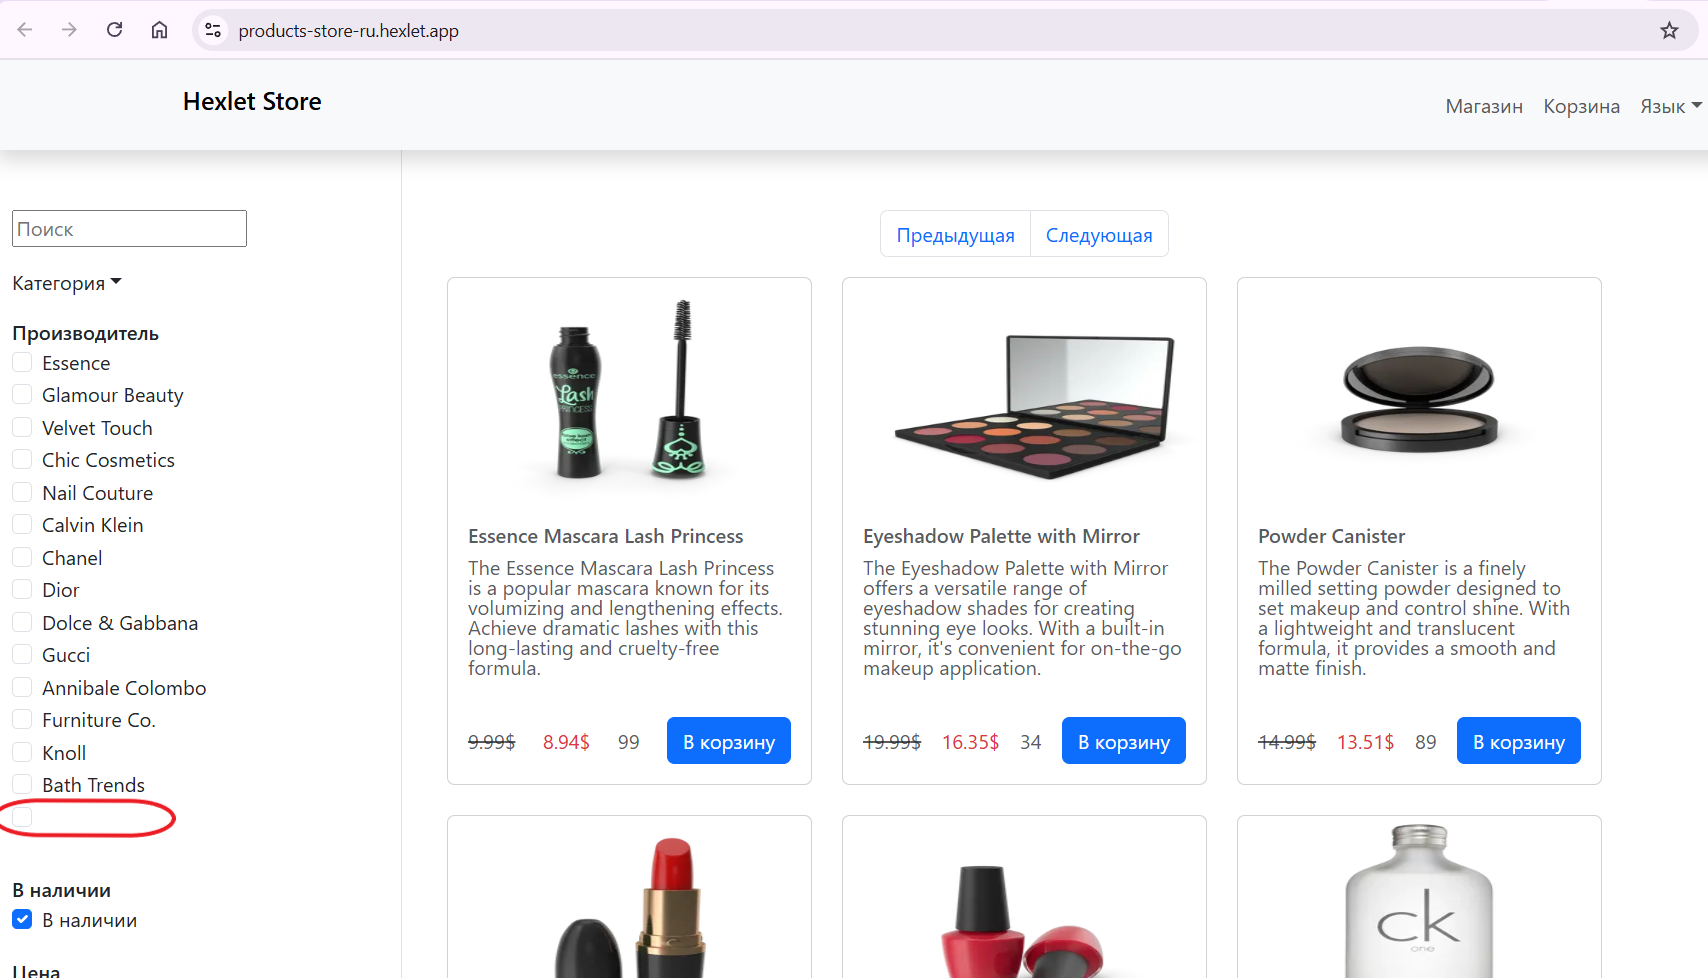 products-store-ru.hexlet.app
Hexlet Store
Магазин Корзина Язык
Поиск
Категория
Производитель
Essence
Glamour Beauty
Velvet Touch
Chic Cosmetics
Nail Couture
Calvin Klein
Chanel
Dior
Dolce & Gabbana
Gucci
Annibale Colombo
Furniture Co.
Knoll
Bath Trends
В наличии
В наличии
Цена
Предыдущая Следующая
essence
Lash
PRINCESS
Essence Mascara Lash Princess
The Essence Mascara Lash Princess
is a popular mascara known for its
volumizing and lengthening effects.
Achieve dramatic lashes with this
long-lasting and cruelty-free
formula.
9.99$ 8.94$ 99 В корзину
Eyeshadow Palette with Mirror
The Eyeshadow Palette with Mirror
offers a versatile range of
eyeshadow shades for creating
stunning eye looks. With a built-in
mirror, it's convenient for on-the-go
makeup application.
19.99$ 16.35$ 34 В корзину
Powder Canister
The Powder Canister is a finely
milled setting powder designed to
set makeup and control shine. With
a lightweight and translucent
formula, it provides a smooth and
matte finish.
14.99$ 13.51$ 89 В корзину
ck
one